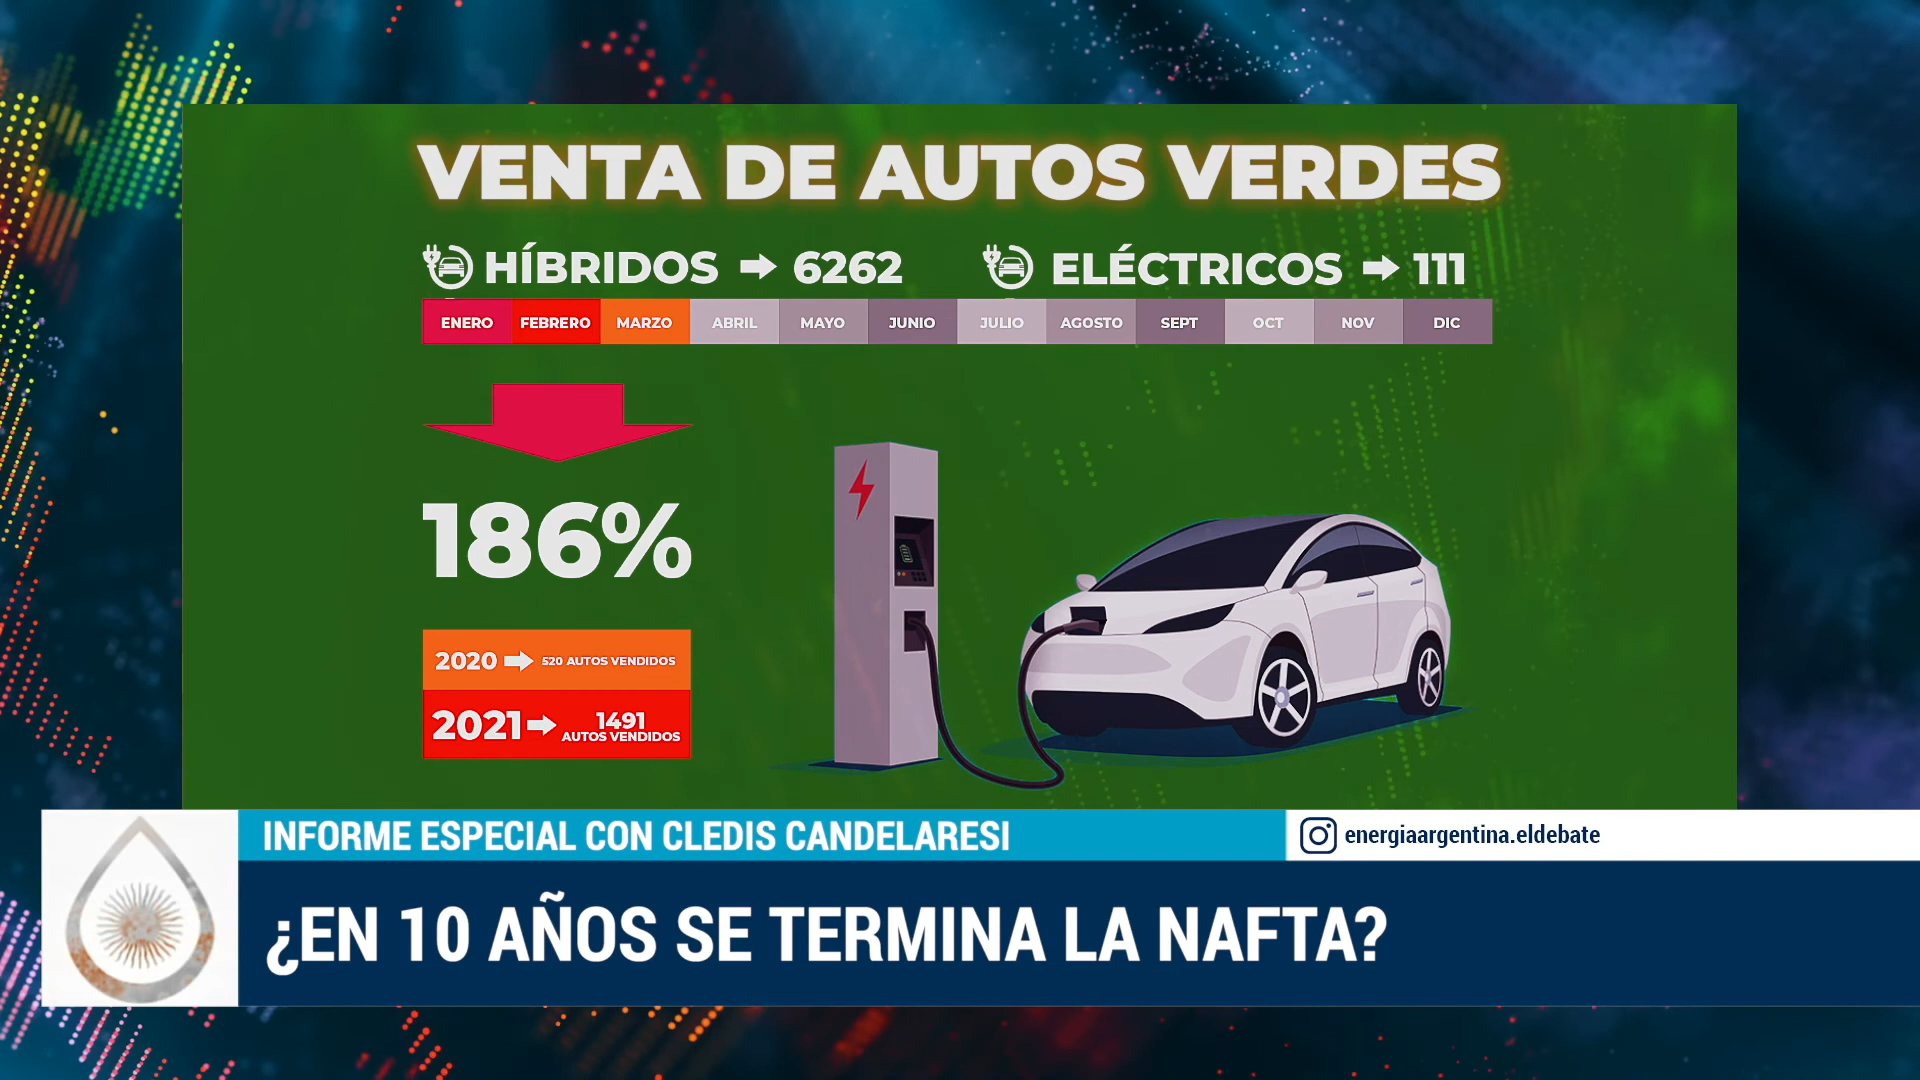 VENTA DE AUTOS VERDES
HÍBRIDOS 6262
ELÉCTRICOS 111
ENERO FEBRERO MARZO ABRIL MAYO JUNIO JULIO AGOSTO SEPT OCT NOV DIC
186%
2020 520 AUTOS VENDIDOS
2021 1491
AUTOS VENDIDOS
INFORME ESPECIAL CON CLEDIS CANDELARESI
energiaargentina.eldebate
¿EN 10 AÑOS SE TERMINA LA NAFTA?